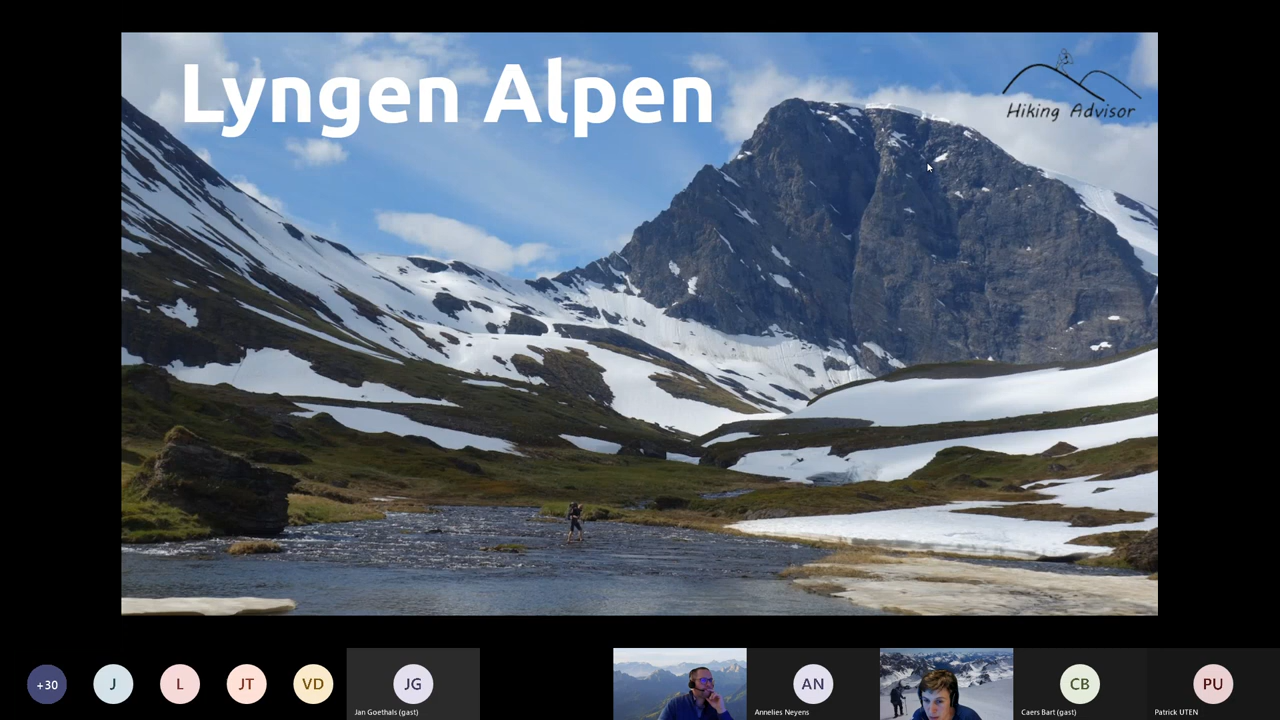 Lyngen Alpen
Hiking Advisor
+30
J
L
JT
VD
JG
Jan Goethals (gast)
AN
Annelies Neyens
CB
Caers Bart (gast)
PU
Patrick UTEN